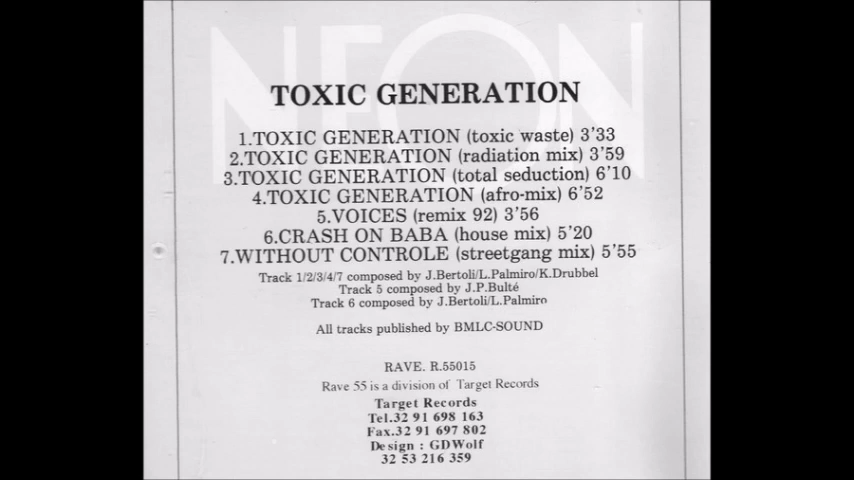 NEON
TOXIC GENERATION
1.TOXIC GENERATION (toxic waste) 3'33
2.TOXIC GENERATION (radiation mix) 3'59
3.TOXIC GENERATION (total seduction) 6'10
4.TOXIC GENERATION (afro-mix) 6'52
5.VOICES (remix 92) 3'56
6.CRASH ON BABA (house mix) 5'20
7.WITHOUT CONTROLE (streetgang mix) 5'55
Track 1/2/3/4/7 composed by J.Bertoli/L.Palmiro/K.Drubbel
Track 5 composed by J.P.Bulté
Track 6 composed by J.Bertoli/L.Palmiro
All tracks published by BMLC-SOUND
RAVE. R.55015
Rave 55 is a division of Target Records
Target Records
Tel.32 91 698 163
Fax.32 91 697 802
Design : GDWolf
32 53 216 359